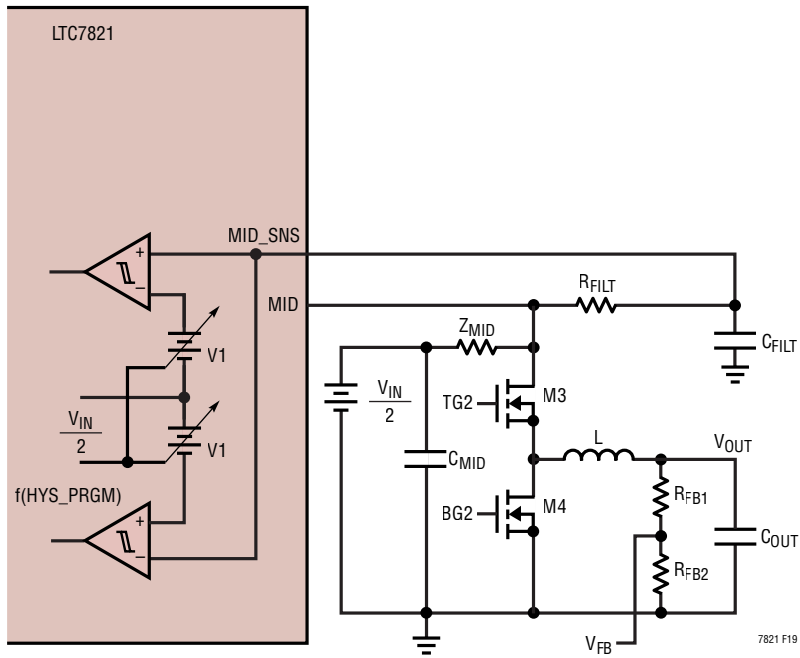 LTC7821
MID_SNS
MID
RFILT
CFILT
ZMID
VIN
2
TG2
M3
V1
VIN
2
V1
CMID
L
VOUT
RFB1
f(HYS_PRGM)
BG2
M4
COUT
RFB2
VFB
7821 F19
+
–
+
–